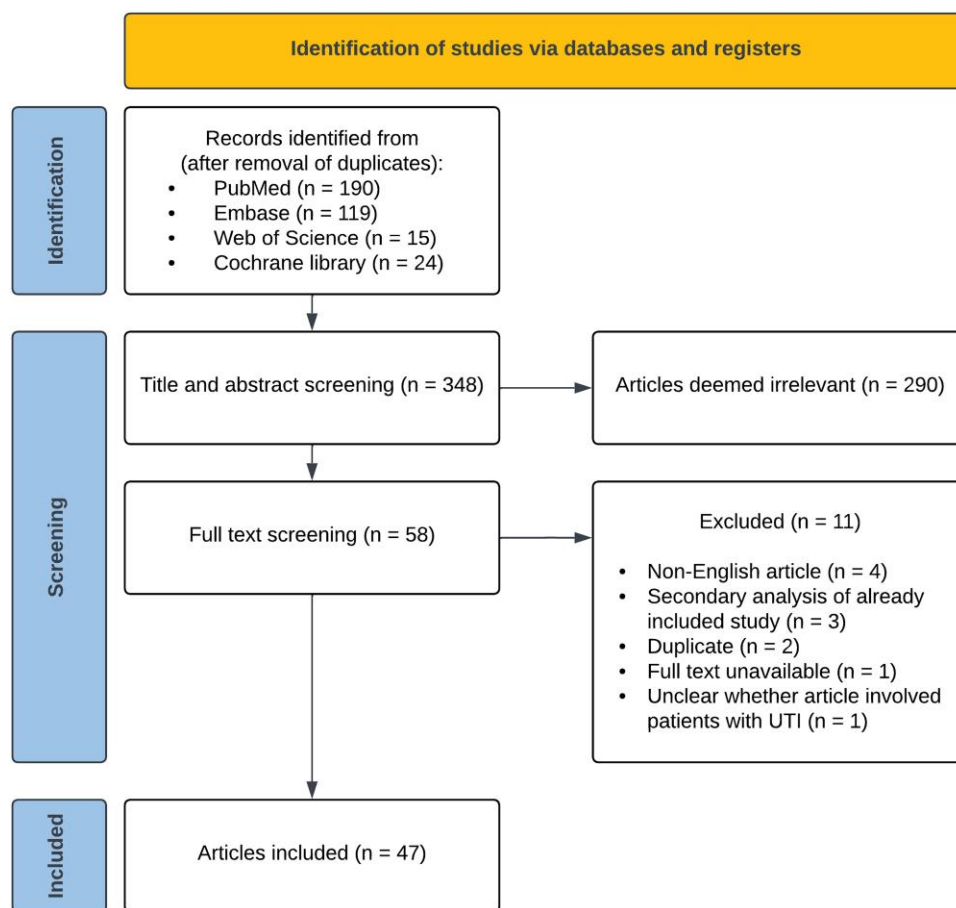 Identification of studies via databases and registers
Identification
Records identified from
(after removal of duplicates):
• PubMed (n = 190)
• Embase (n = 119)
• Web of Science (n = 15)
• Cochrane library (n = 24)
Screening
Title and abstract screening (n = 348)
Articles deemed irrelevant (n = 290)
Full text screening (n = 58)
Excluded (n = 11)
• Non-English article (n = 4)
• Secondary analysis of already
included study (n = 3)
• Duplicate (n = 2)
• Full text unavailable (n = 1)
• Unclear whether article involved
patients with UTI (n = 1)
Included
Articles included (n = 47)